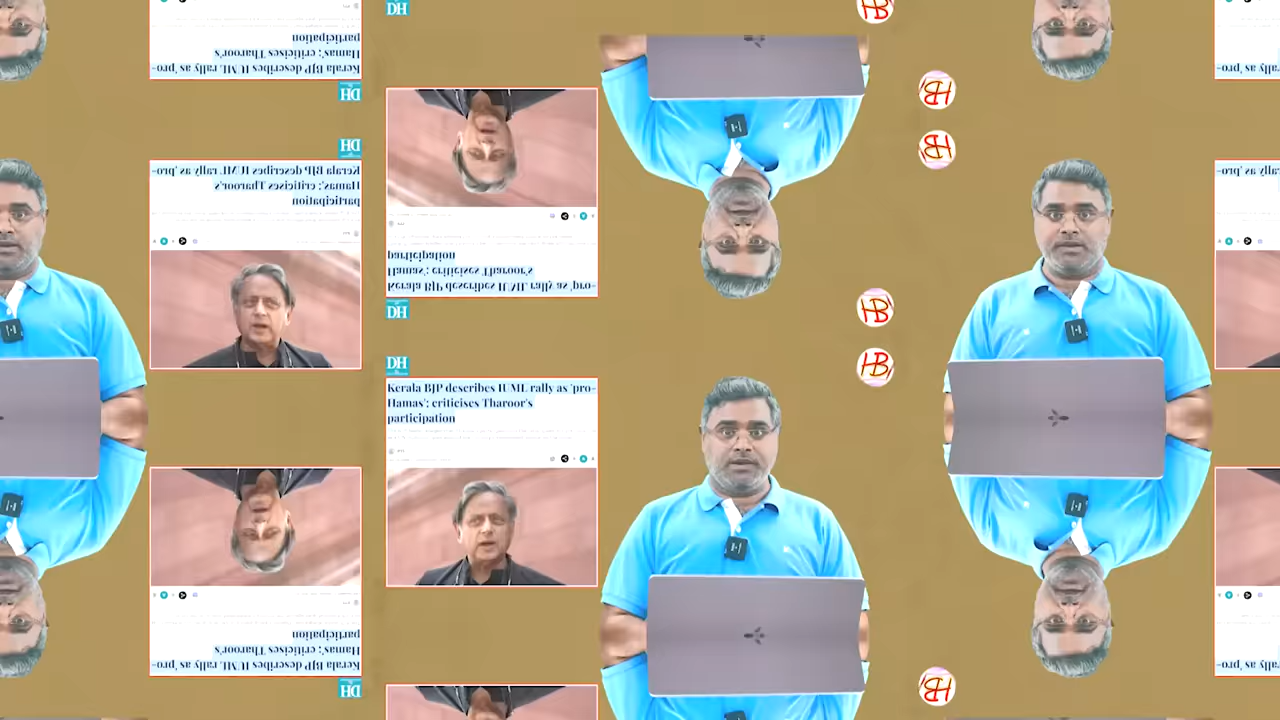 DH
Kerala BJP describes IUML rally as 'pro-
Hamas'; criticises Tharoor's
participation
HB